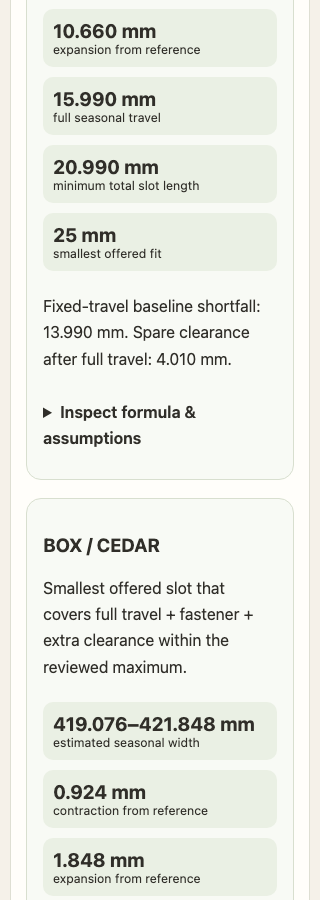 10.660 mm
expansion from reference
15.990 mm
full seasonal travel
20.990 mm
minimum total slot length
25 mm
smallest offered fit
Fixed-travel baseline shortfall:
13.990 mm. Spare clearance
after full travel: 4.010 mm.
▶ Inspect formula &
assumptions
BOX / CEDAR
Smallest offered slot that
covers full travel + fastener +
extra clearance within the
reviewed maximum.
419.076–421.848 mm
estimated seasonal width
0.924 mm
contraction from reference
1.848 mm
expansion from reference